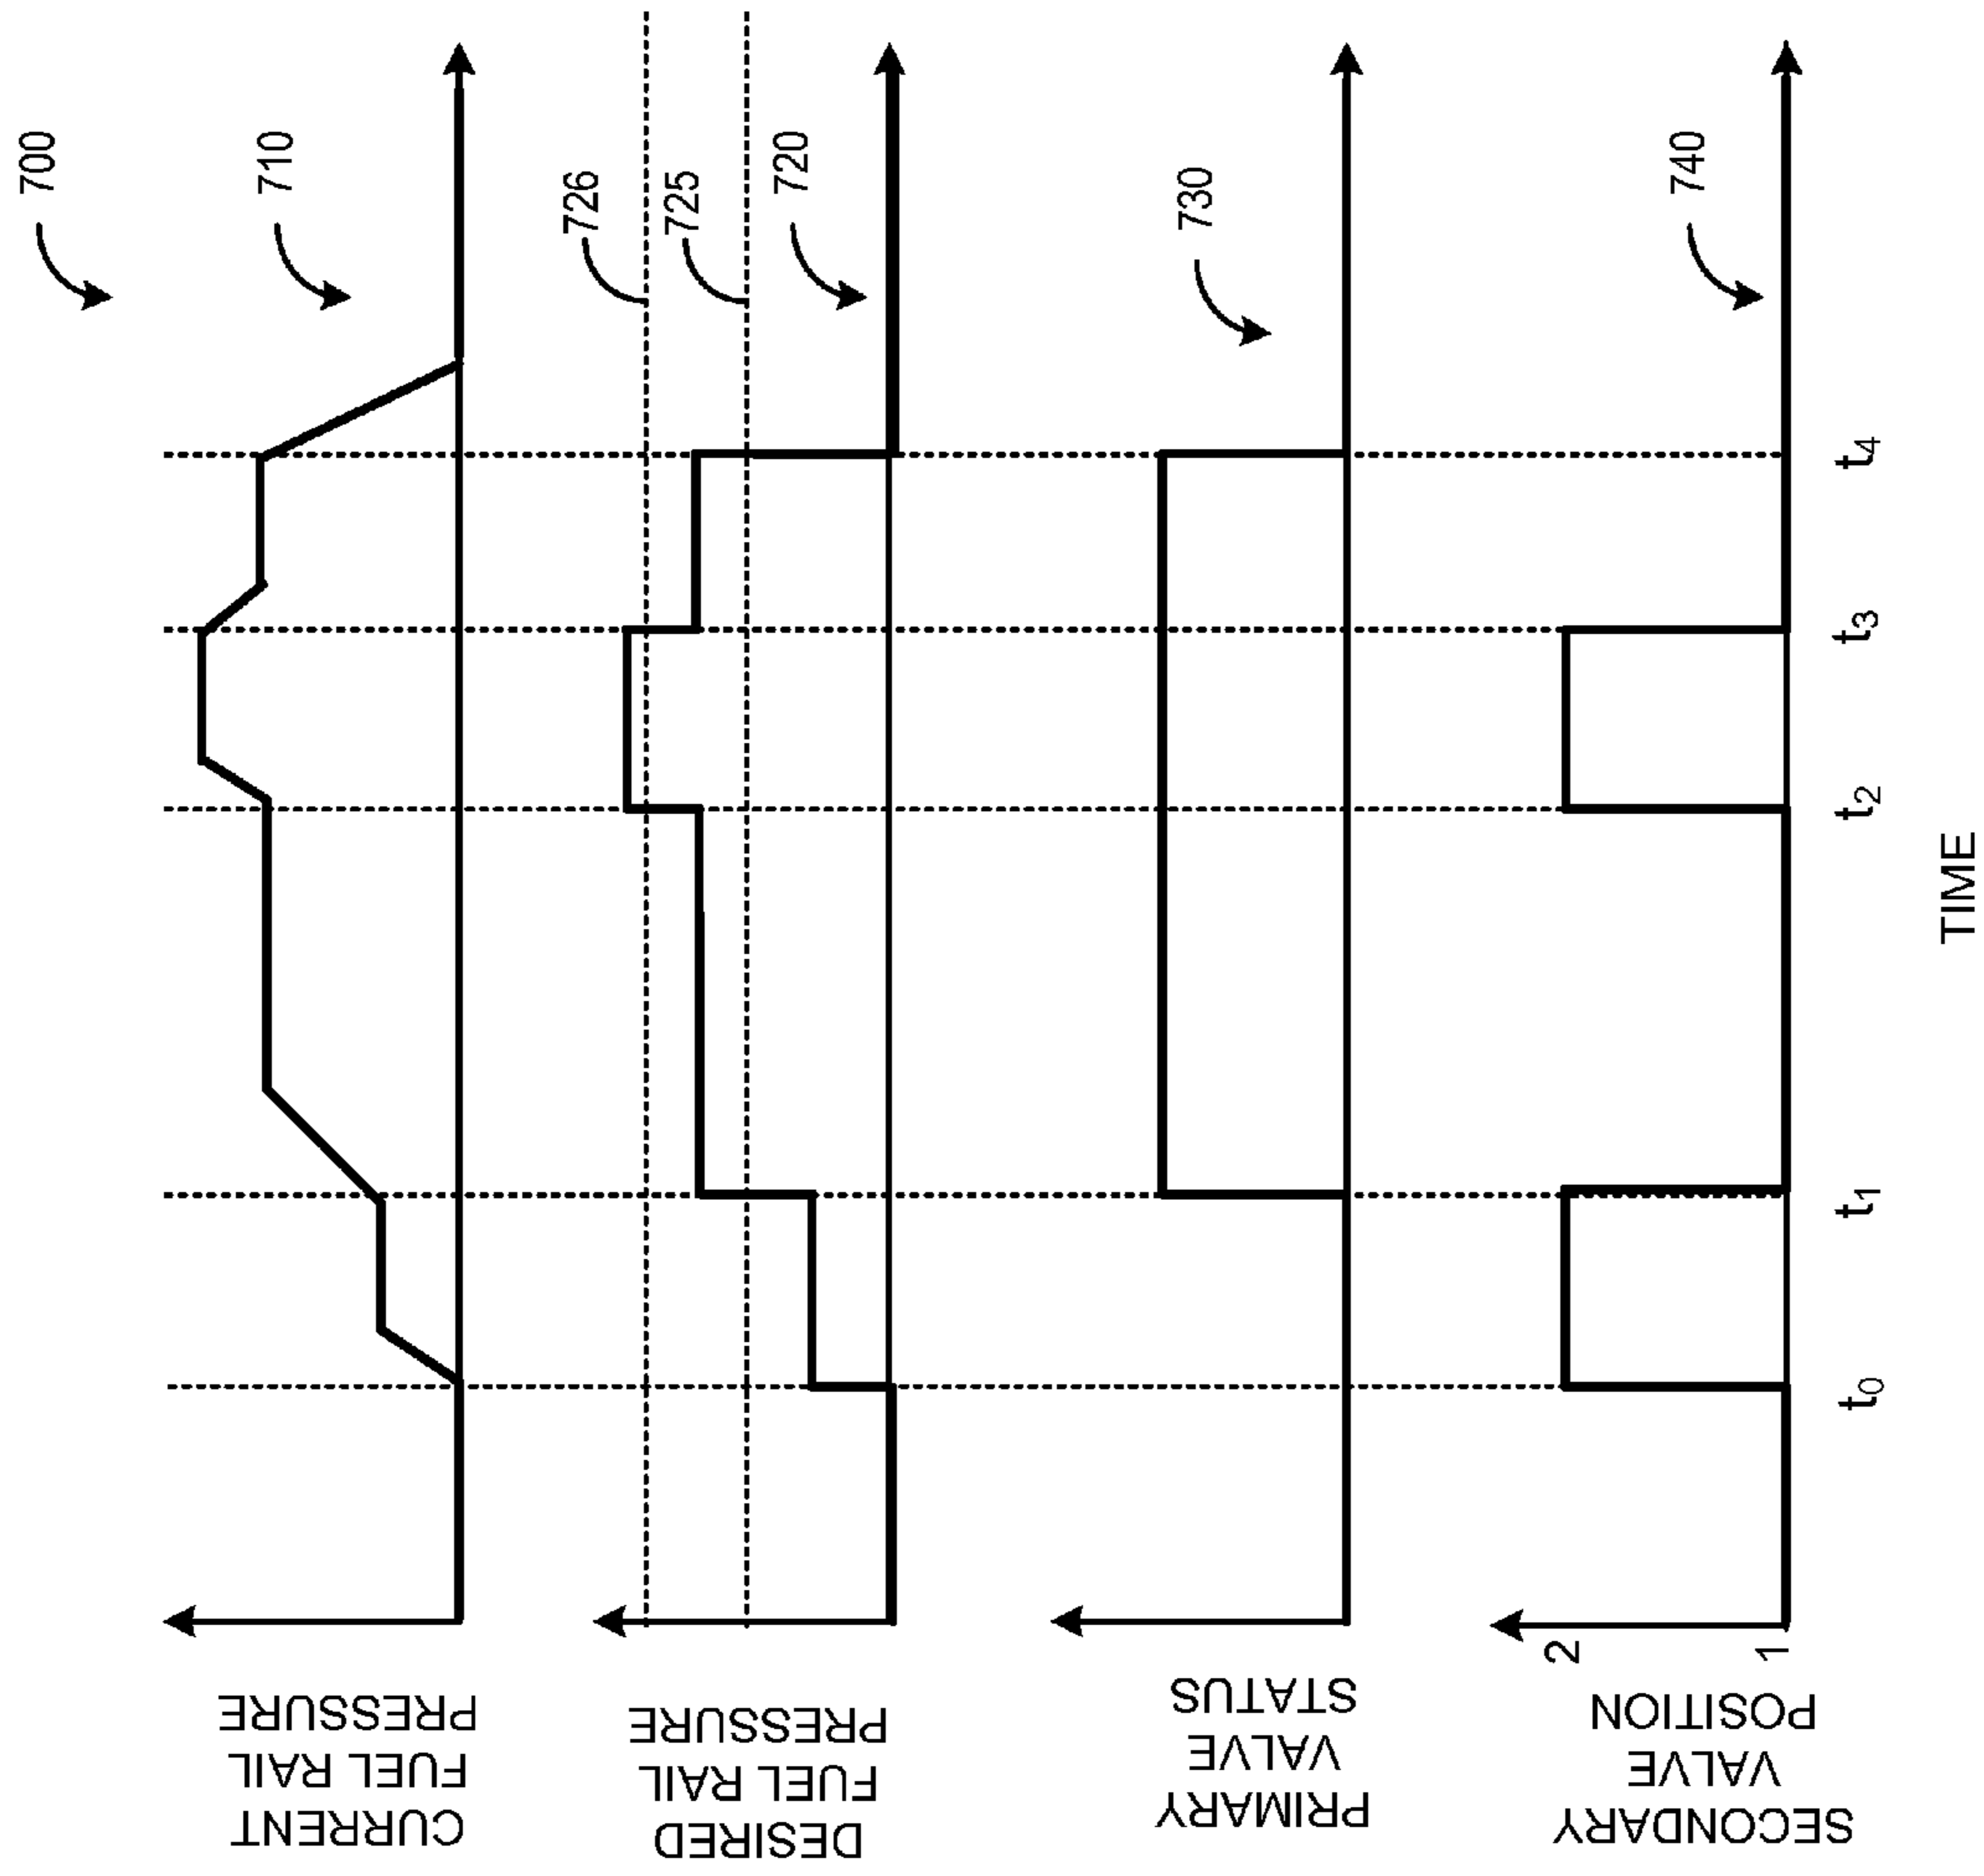 700
710
CURRENT
FUEL RAIL
PRESSURE
726
725
720
DESIRED
FUEL RAIL
PRESSURE
730
PRIMARY
VALVE
STATUS
740
SECONDARY
VALVE
POSITION
2
1
t0
t1
t2
t3
t4
TIME